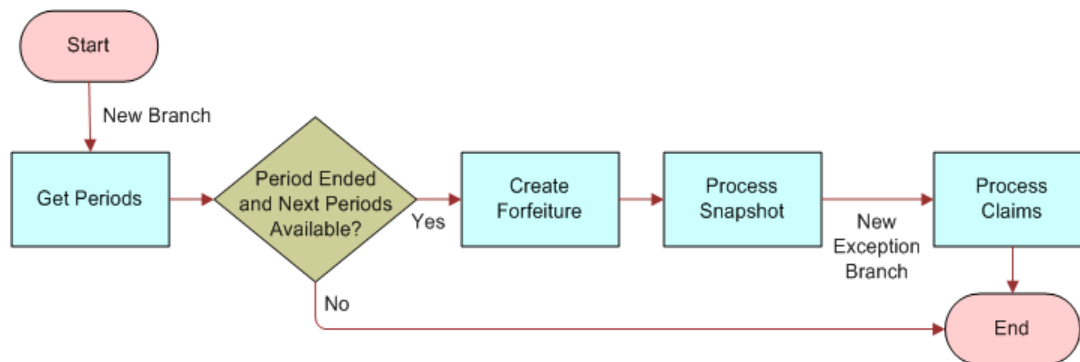 Start
New Branch
Get Periods
Period Ended
and Next Periods
Available?
Yes
No
Create
Forfeiture
Process
Snapshot
New
Exception
Branch
Process
Claims
End